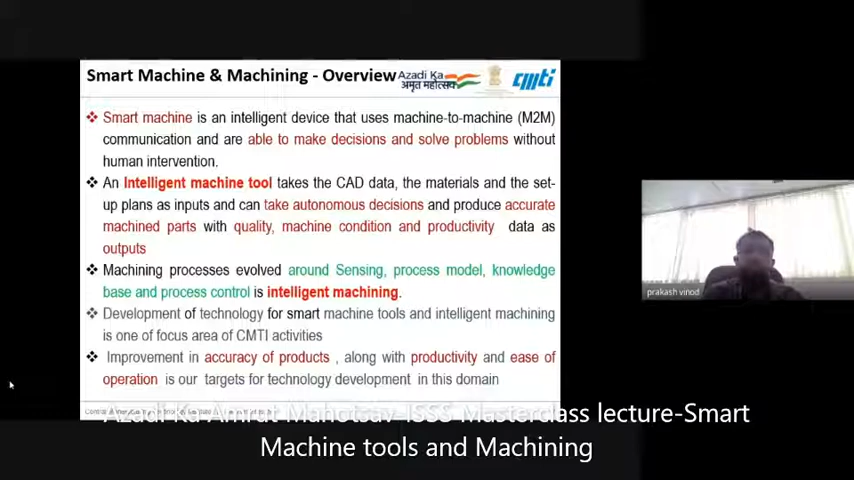 Smart Machine & Machining - Overview
Azadi Ka
अमृत महोत्सव
cmti
❖ Smart machine is an intelligent device that uses machine-to-machine (M2M)
communication and are able to make decisions and solve problems without
human intervention.
❖ An Intelligent machine tool takes the CAD data, the materials and the set-
up plans as inputs and can take autonomous decisions and produce accurate
machined parts with quality, machine condition and productivity data as
outputs
❖ Machining processes evolved around Sensing, process model, knowledge
base and process control is intelligent machining.
❖ Development of technology for smart machine tools and intelligent machining
is one of focus area of CMTI activities
❖ Improvement in accuracy of products , along with productivity and ease of
operation is our targets for technology development in this domain
prakash vinod
Azadi Ka Amrut Mahotsav-ISSS Masterclass lecture-Smart
Machine tools and Machining